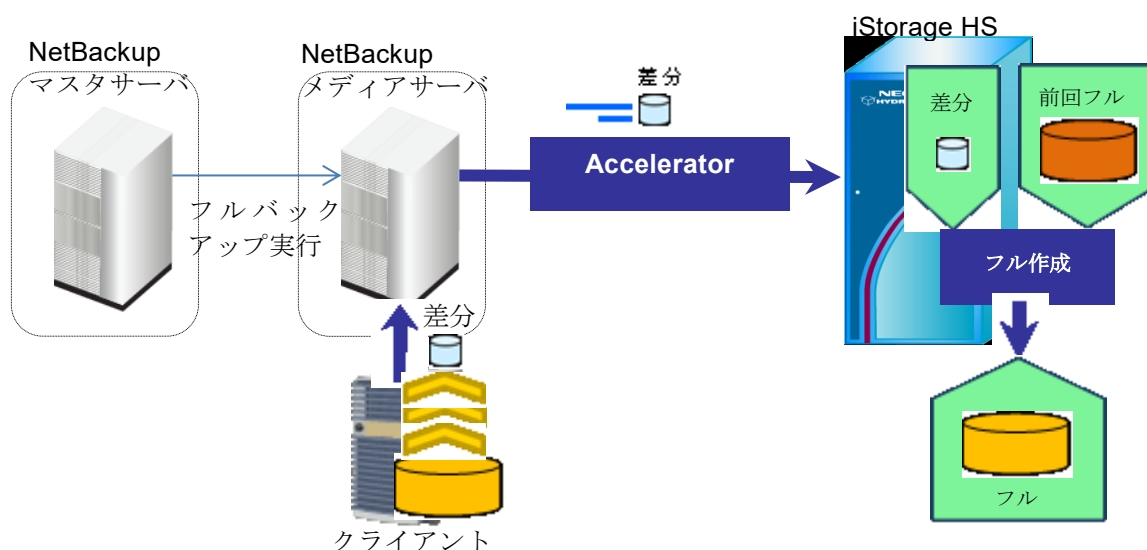 NetBackup
マスタサーバ
NetBackup
メディアサーバ
フルバック
アップ実行
差分
クライアント
差分
Accelerator
iStorage HS
差分
前回フル
フル作成
フル